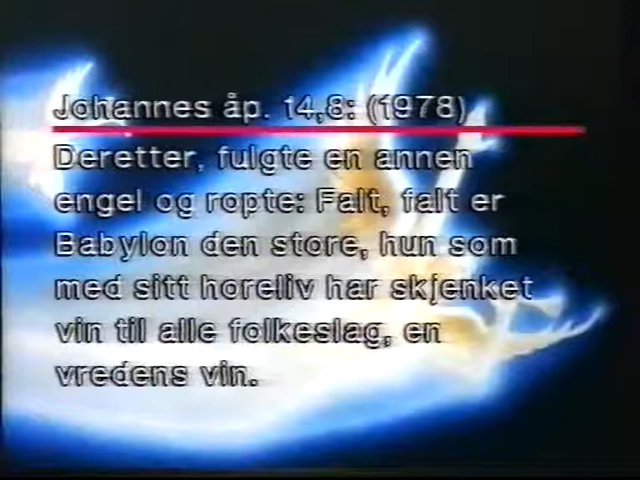 Johannes åp. 14,8: (1978)
Deretter, fulgte en annen
engel og ropte: Falt, falt er
Babylon den store, hun som
med sitt horeliv har skjenket
vin til alle folkeslag, en
vredens vin.